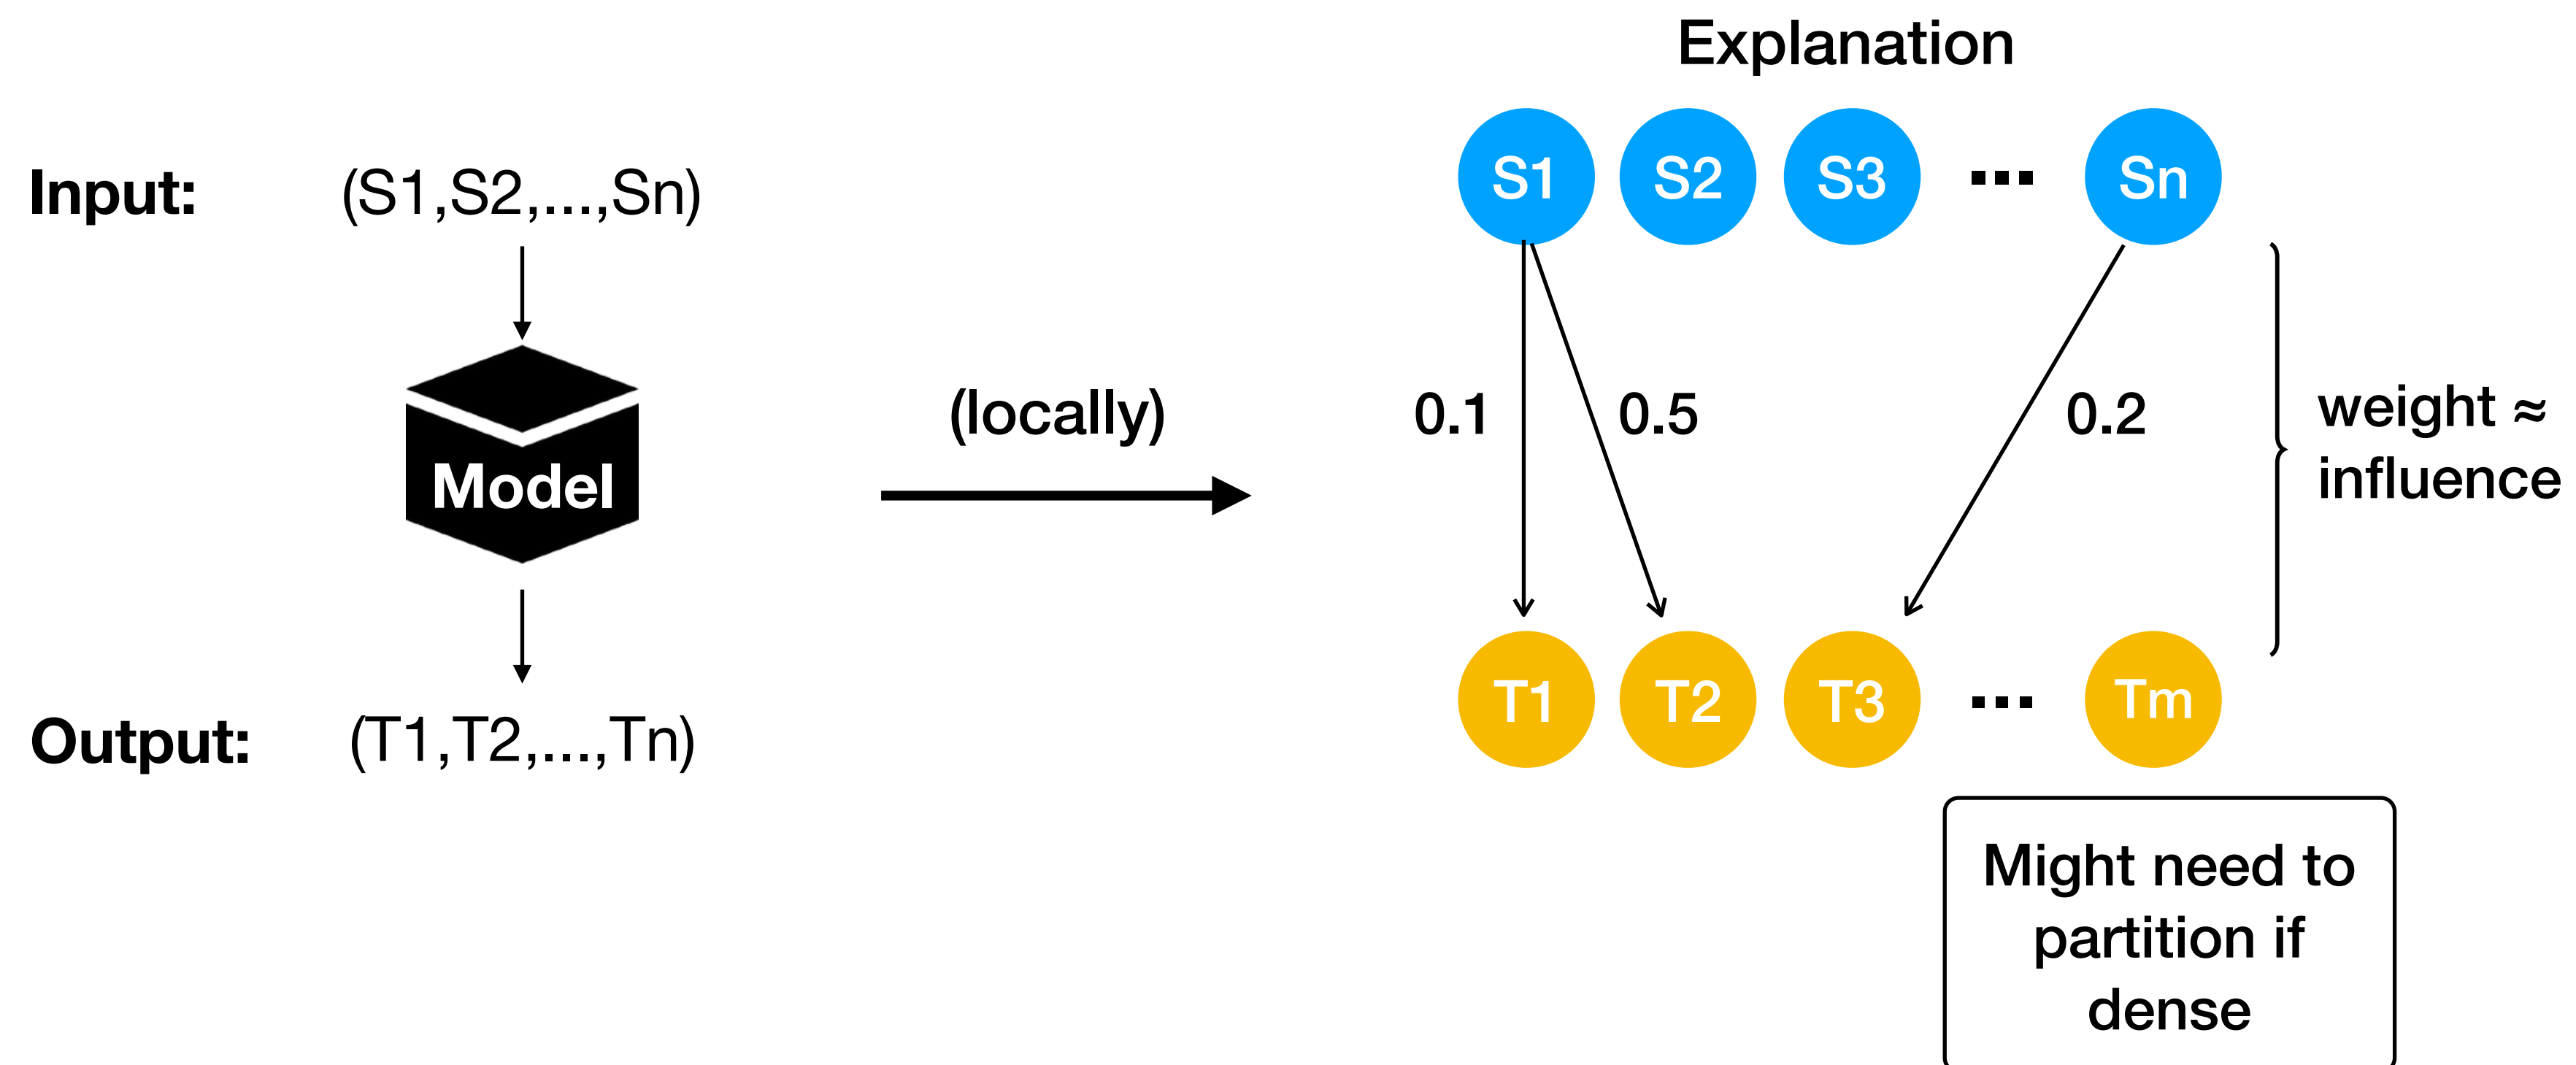 Explanation
Input:
(S1,S2,...,Sn)
Model
Output:
(T1,T2,...,Tn)
(locally)
S1 S2 S3 ... Sn
0.1 0.5 0.2
weight ≈
influence
T1 T2 T3 ... Tm
Might need to
partition if
dense